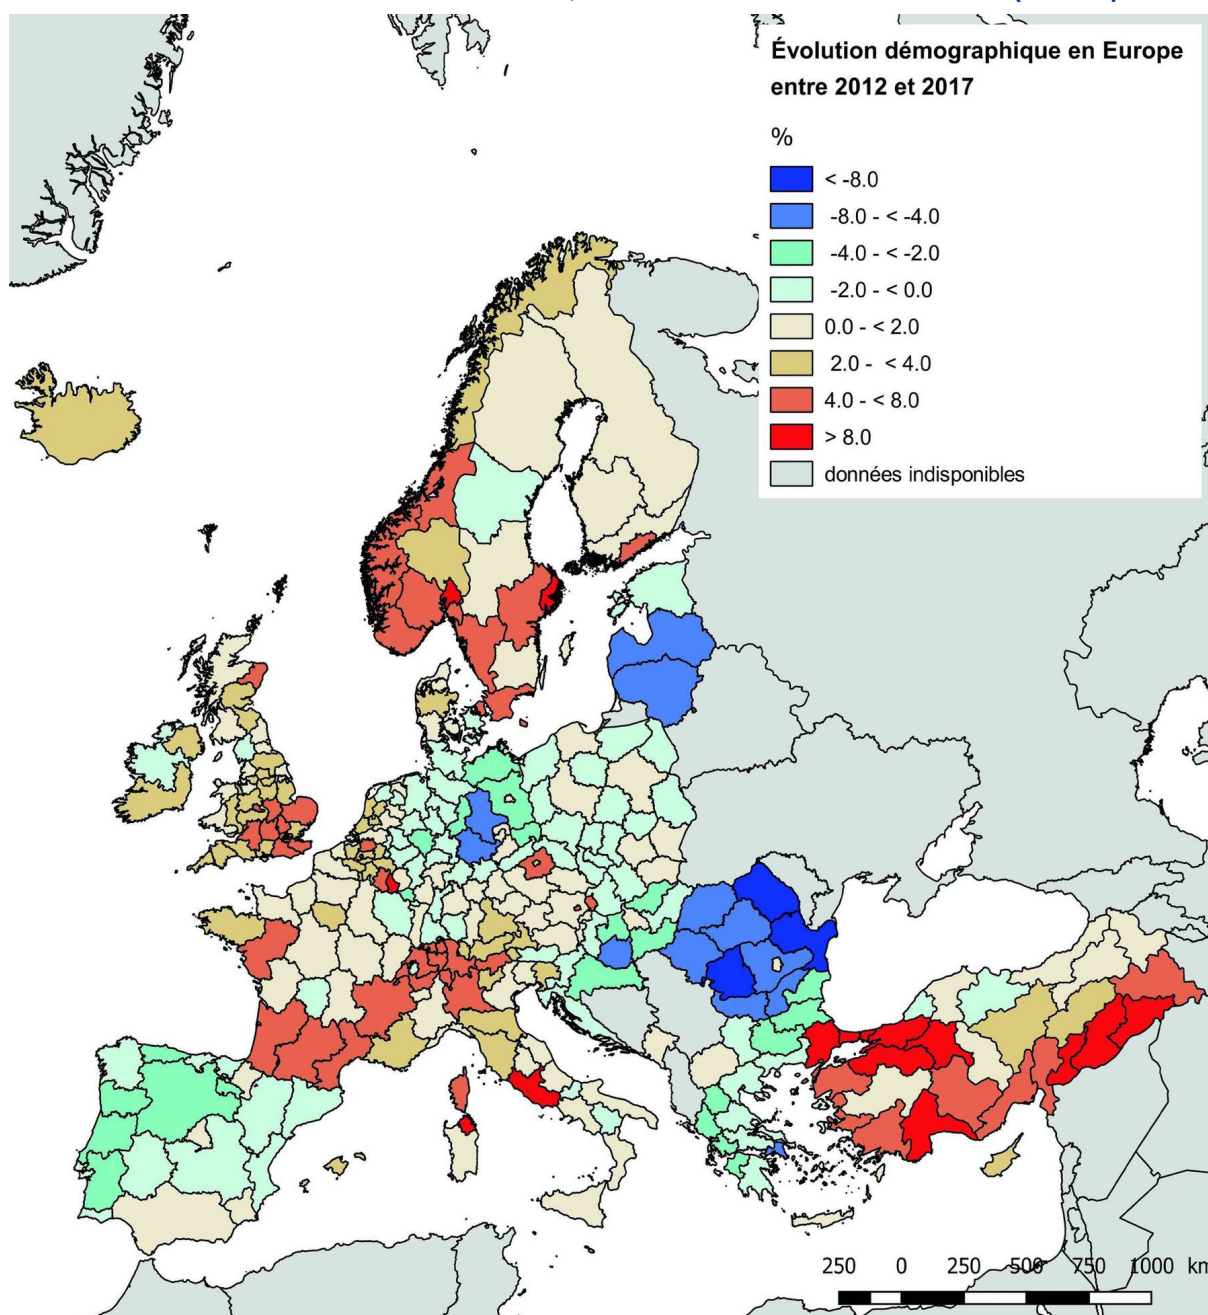 Évolution démographique en Europe
entre 2012 et 2017
%
< -8.0
-8.0 - < -4.0
-4.0 - < -2.0
-2.0 - < 0.0
0.0 - < 2.0
2.0 - < 4.0
4.0 - < 8.0
> 8.0
données indisponibles
250 0 250 500 750 1000 km